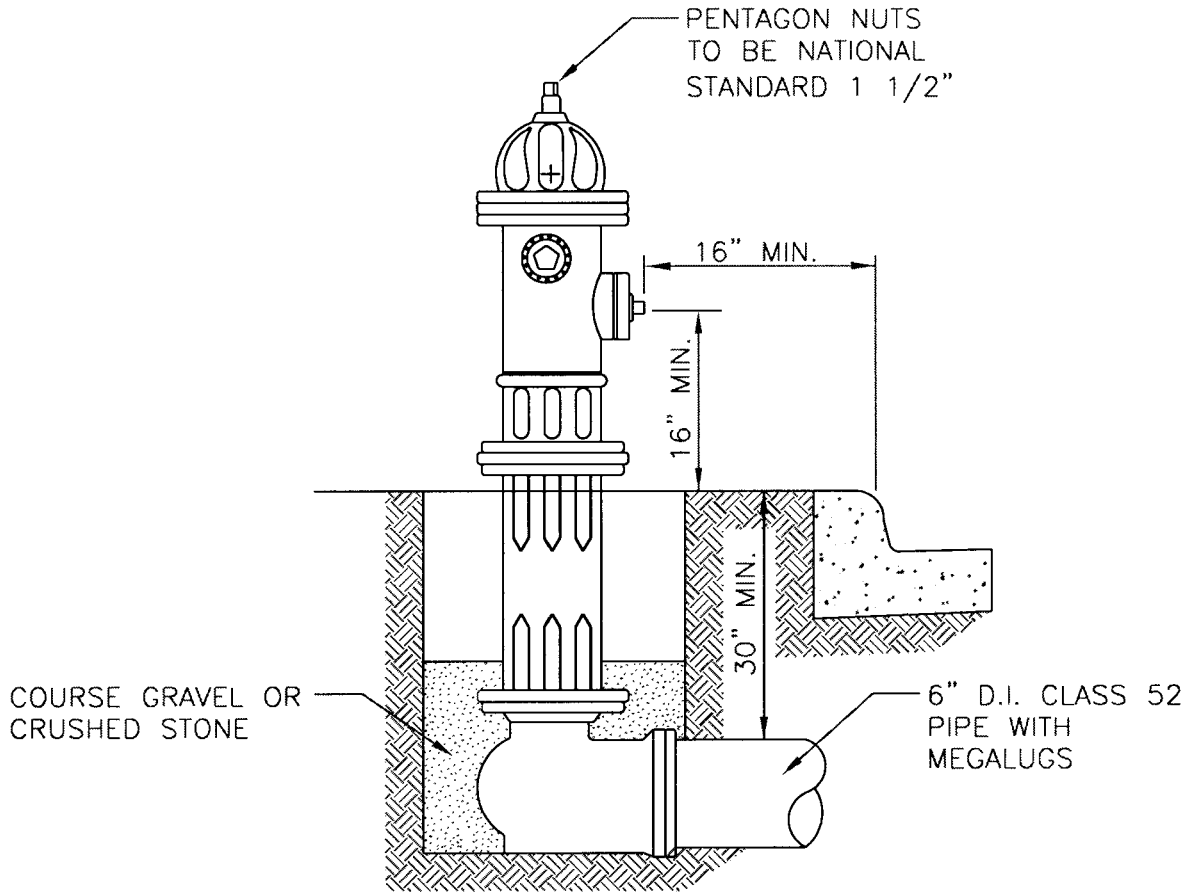 PENTAGON NUTS
TO BE NATIONAL
STANDARD 1 1/2”
16” MIN.
16” MIN.
30” MIN.
COURSE GRAVEL OR
CRUSHED STONE
6” D.I. CLASS 52
PIPE WITH
MEGALUGS